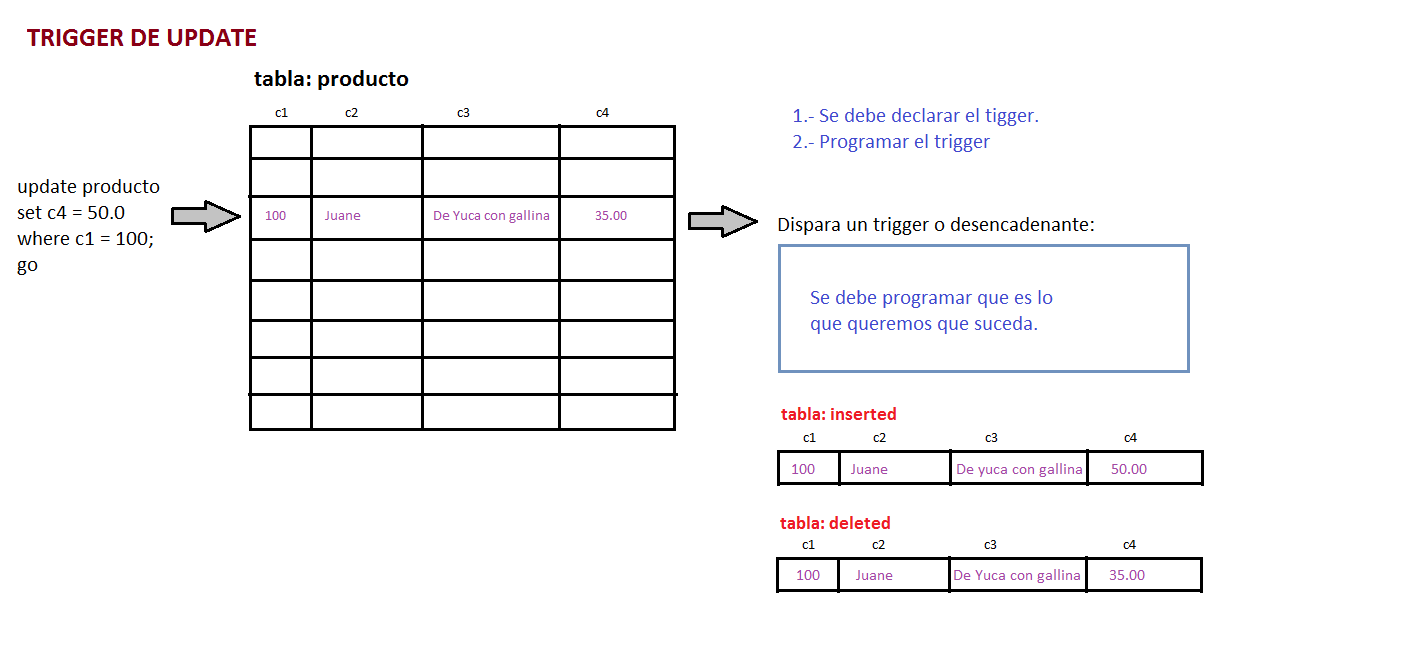 TRIGGER DE UPDATE
tabla: producto
c1 c2 c3 c4
update producto
set c4 = 50.0
where c1 = 100;
go
100 Juane De Yuca con gallina 35.00
1.- Se debe declarar el tigger.
2.- Programar el trigger
Dispara un trigger o desencadenante:
Se debe programar que es lo
que queremos que suceda.
tabla: inserted
c1 c2 c3 c4
100 Juane De yuca con gallina 50.00
tabla: deleted
c1 c2 c3 c4
100 Juane De Yuca con gallina 35.00